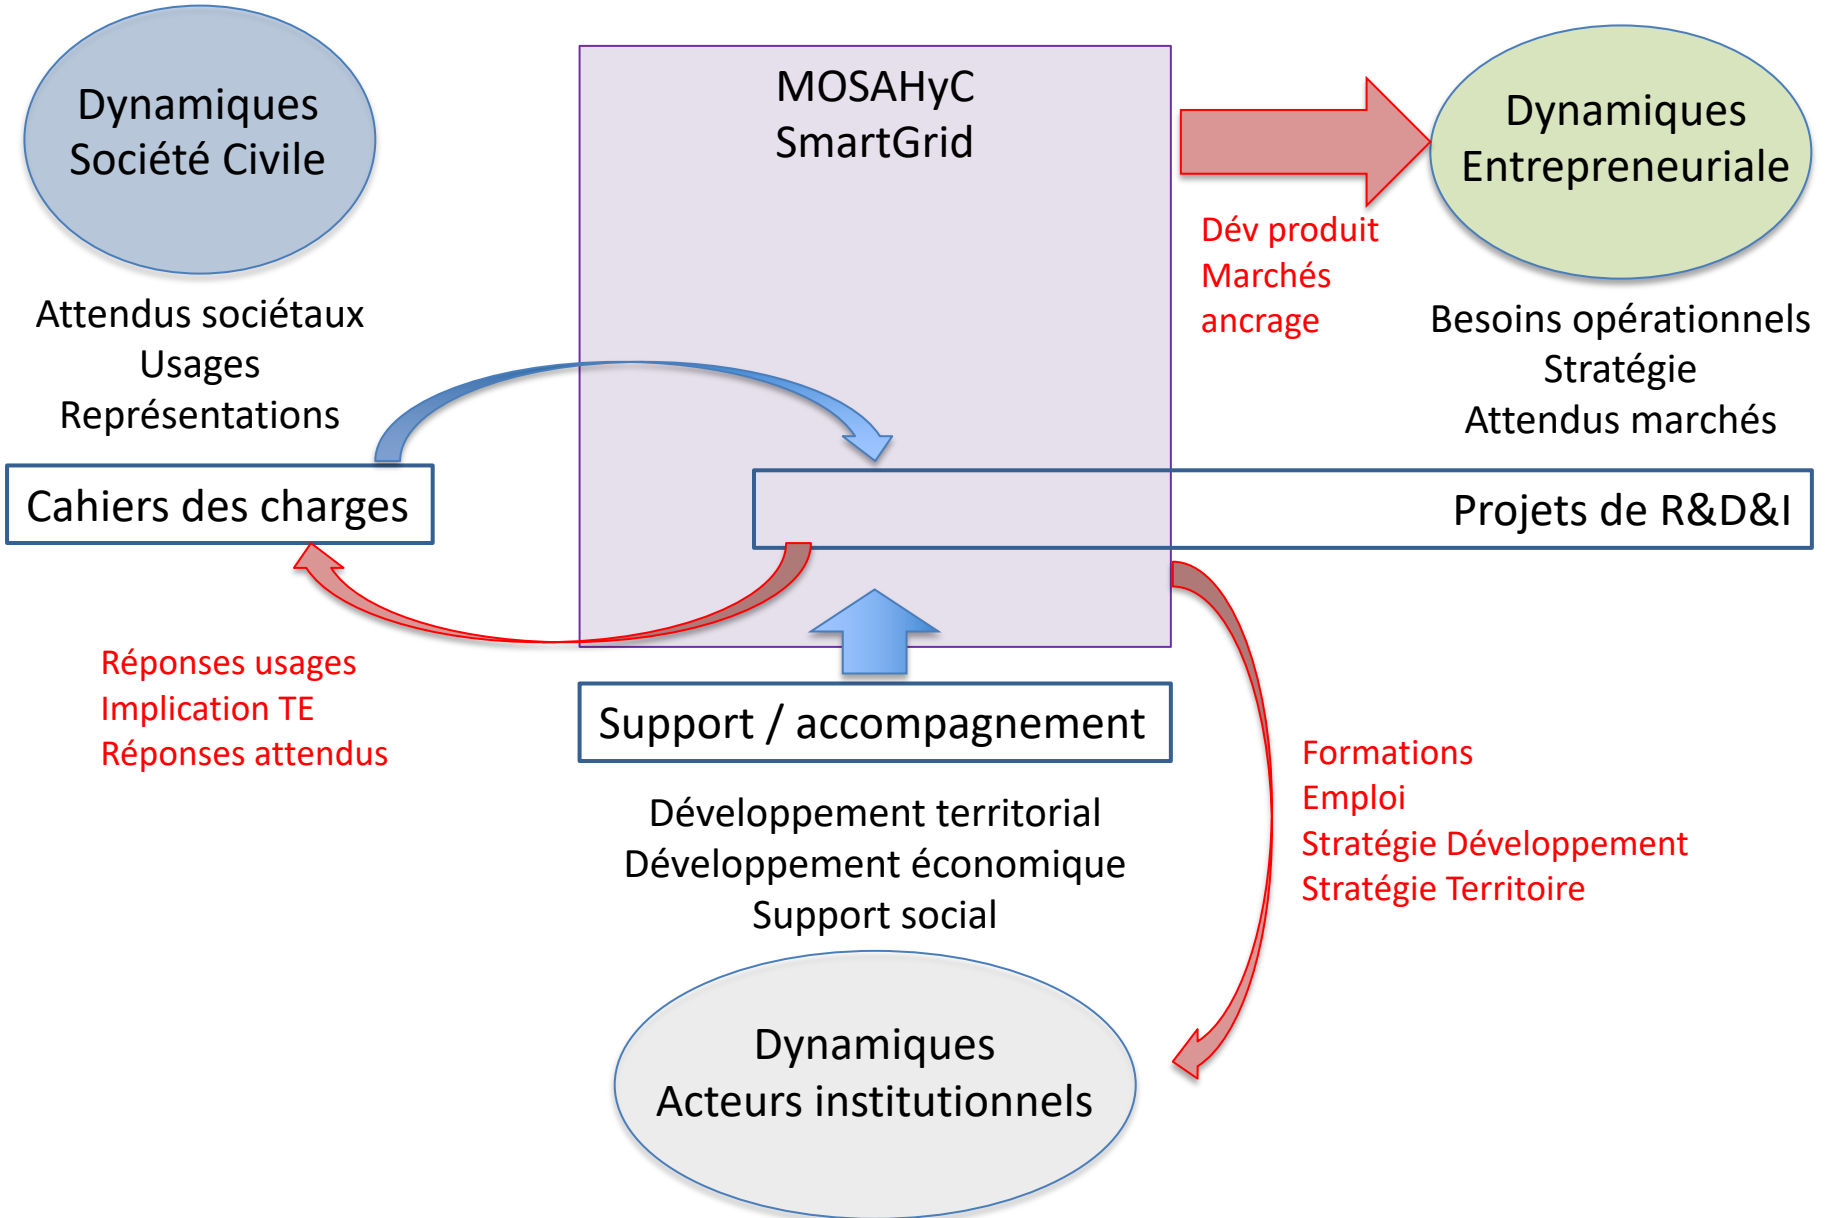 Dynamiques
Société Civile
MOSAHyC
SmartGrid
Dynamiques
Entrepreneuriale
Dév produit
Marchés
ancrage
Attendus sociétaux
Usages
Représentations
Besoins opérationnels
Stratégie
Attendus marchés
Cahiers des charges
Projets de R&D&I
Réponses usages
Implication TE
Réponses attendus
Support / accompagnement
Formations
Emploi
Stratégie Développement
Stratégie Territoire
Développement territorial
Développement économique
Support social
Dynamiques
Acteurs institutionnels